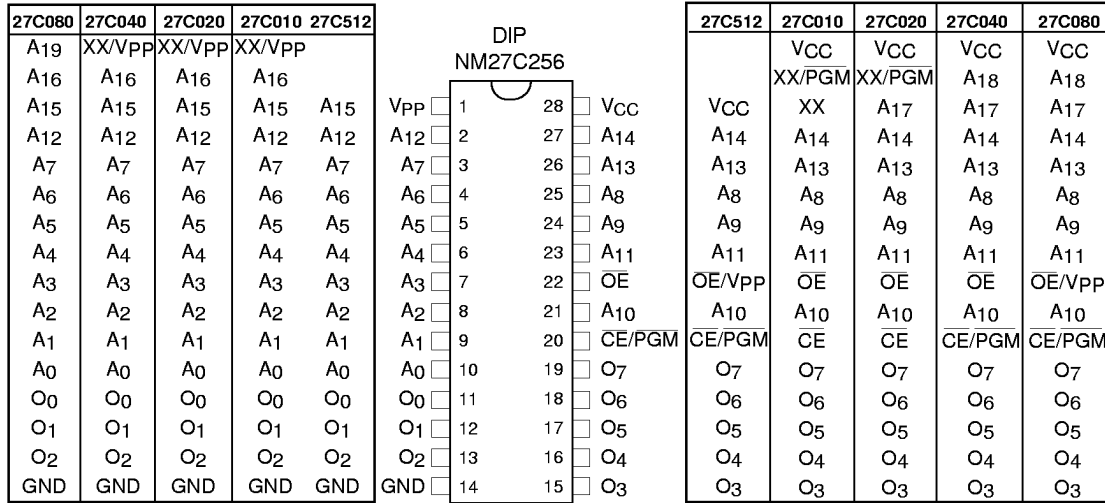 27C080 27C040 27C020 27C010 27C512 DIP 27C512 27C010 27C020 27C040 27C080
A19 XX/VPP XX/VPP XX/VPP NM27C256 VCC VCC VCC VCC
A16 A16 A16 A16 XX/PGM XX/PGM A18 A18
A15 A15 A15 A15 A15 VPP 1 28 VCC VCC XX A17 A17 A17
A12 A12 A12 A12 A12 A12 2 27 A14 A14 A14 A14 A14 A14
A7 A7 A7 A7 A7 A7 3 26 A13 A13 A13 A13 A13 A13
A6 A6 A6 A6 A6 A6 4 25 A8 A8 A8 A8 A8 A8
A5 A5 A5 A5 A5 A5 5 24 A9 A9 A9 A9 A9 A9
A4 A4 A4 A4 A4 A4 6 23 A11 A11 A11 A11 A11 A11
A3 A3 A3 A3 A3 A3 7 22 OE OE/VPP OE OE OE OE/VPP
A2 A2 A2 A2 A2 A2 8 21 A10 A10 A10 A10 A10 A10
A1 A1 A1 A1 A1 A1 9 20 CE/PGM CE/PGM CE CE CE/PGM CE/PGM
A0 A0 A0 A0 A0 A0 10 19 O7 O7 O7 O7 O7 O7
O0 O0 O0 O0 O0 O0 11 18 O6 O6 O6 O6 O6 O6
O1 O1 O1 O1 O1 O1 12 17 O5 O5 O5 O5 O5 O5
O2 O2 O2 O2 O2 O2 13 16 O4 O4 O4 O4 O4 O4
GND GND GND GND GND GND 14 15 O3 O3 O3 O3 O3 O3